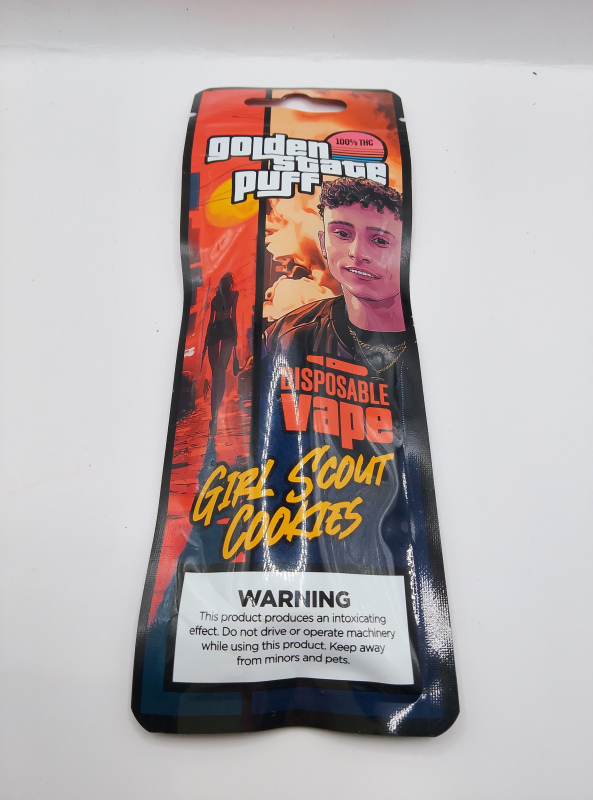 golden
state
puff
100% THC
DISPOSABLE
vape
GIRL SCOUT
COOKIES
WARNING
This product produces an intoxicating
effect. Do not drive or operate machinery
while using this product. Keep away
from minors and pets.